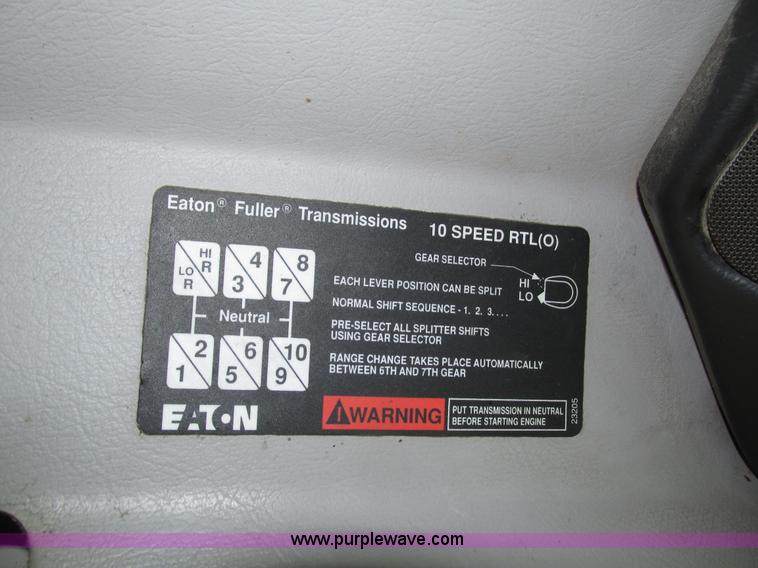 Eaton® Fuller® Transmissions 10 SPEED RTL(O)
GEAR SELECTOR
HI
LO
LO R HI R 3 4 7 8
Neutral
1 2 5 6 9 10
EACH LEVER POSITION CAN BE SPLIT
NORMAL SHIFT SEQUENCE - 1. 2. 3. . . .
PRE-SELECT ALL SPLITTER SHIFTS
USING GEAR SELECTOR
RANGE CHANGE TAKES PLACE AUTOMATICALLY
BETWEEN 6TH AND 7TH GEAR
EATON
WARNING
PUT TRANSMISSION IN NEUTRAL
BEFORE STARTING ENGINE
23205
www.purplewave.com